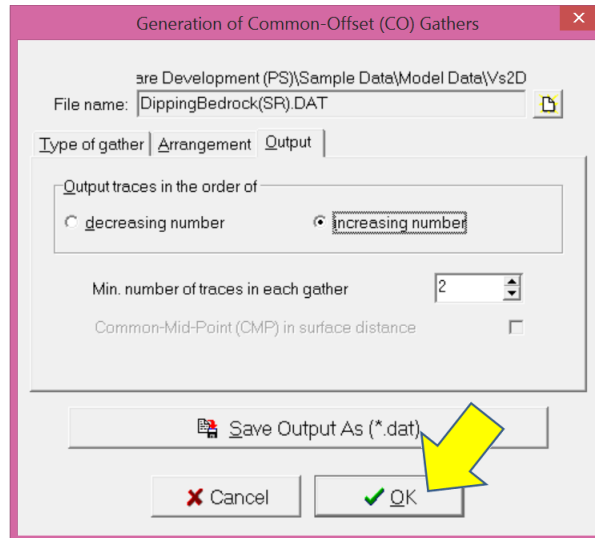 Generation of Common-Offset (CO) Gathers
are Development (PS)\Sample Data\Model Data\Vs2D
File name: DippingBedrock(SR).DAT
Type of gather Arrangement Output
Output traces in the order of
decreasing number increasing number
Min. number of traces in each gather 2
Common-Mid-Point (CMP) in surface distance
Save Output As (*.dat)
Cancel OK